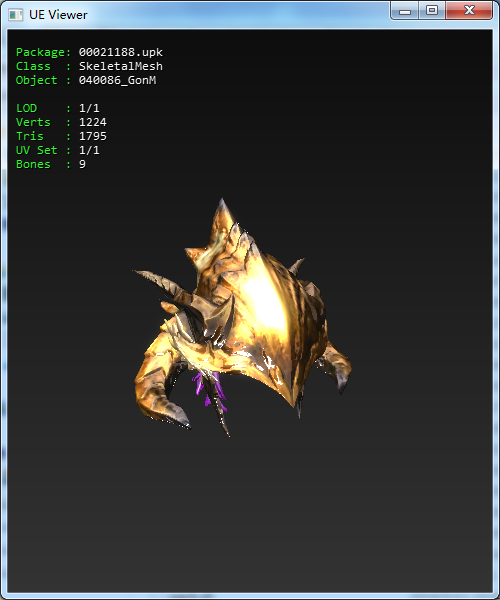 UE Viewer
Package: 00021188.upk
Class : SkeletalMesh
Object : 040086_GonM
LOD : 1/1
Verts : 1224
Tris : 1795
UV Set : 1/1
Bones : 9